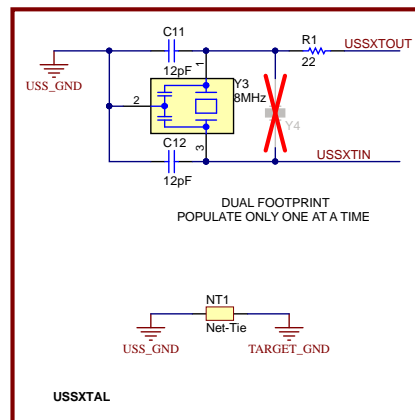 C11
12pF
R1
22
USSXTOUT
USS_GND
1
Y3
8MHz
2
Y4
3
C12
12pF
USSXTIN
DUAL FOOTPRINT
POPULATE ONLY ONE AT A TIME
NT1
Net-Tie
USS_GND
TARGET_GND
USSXTAL